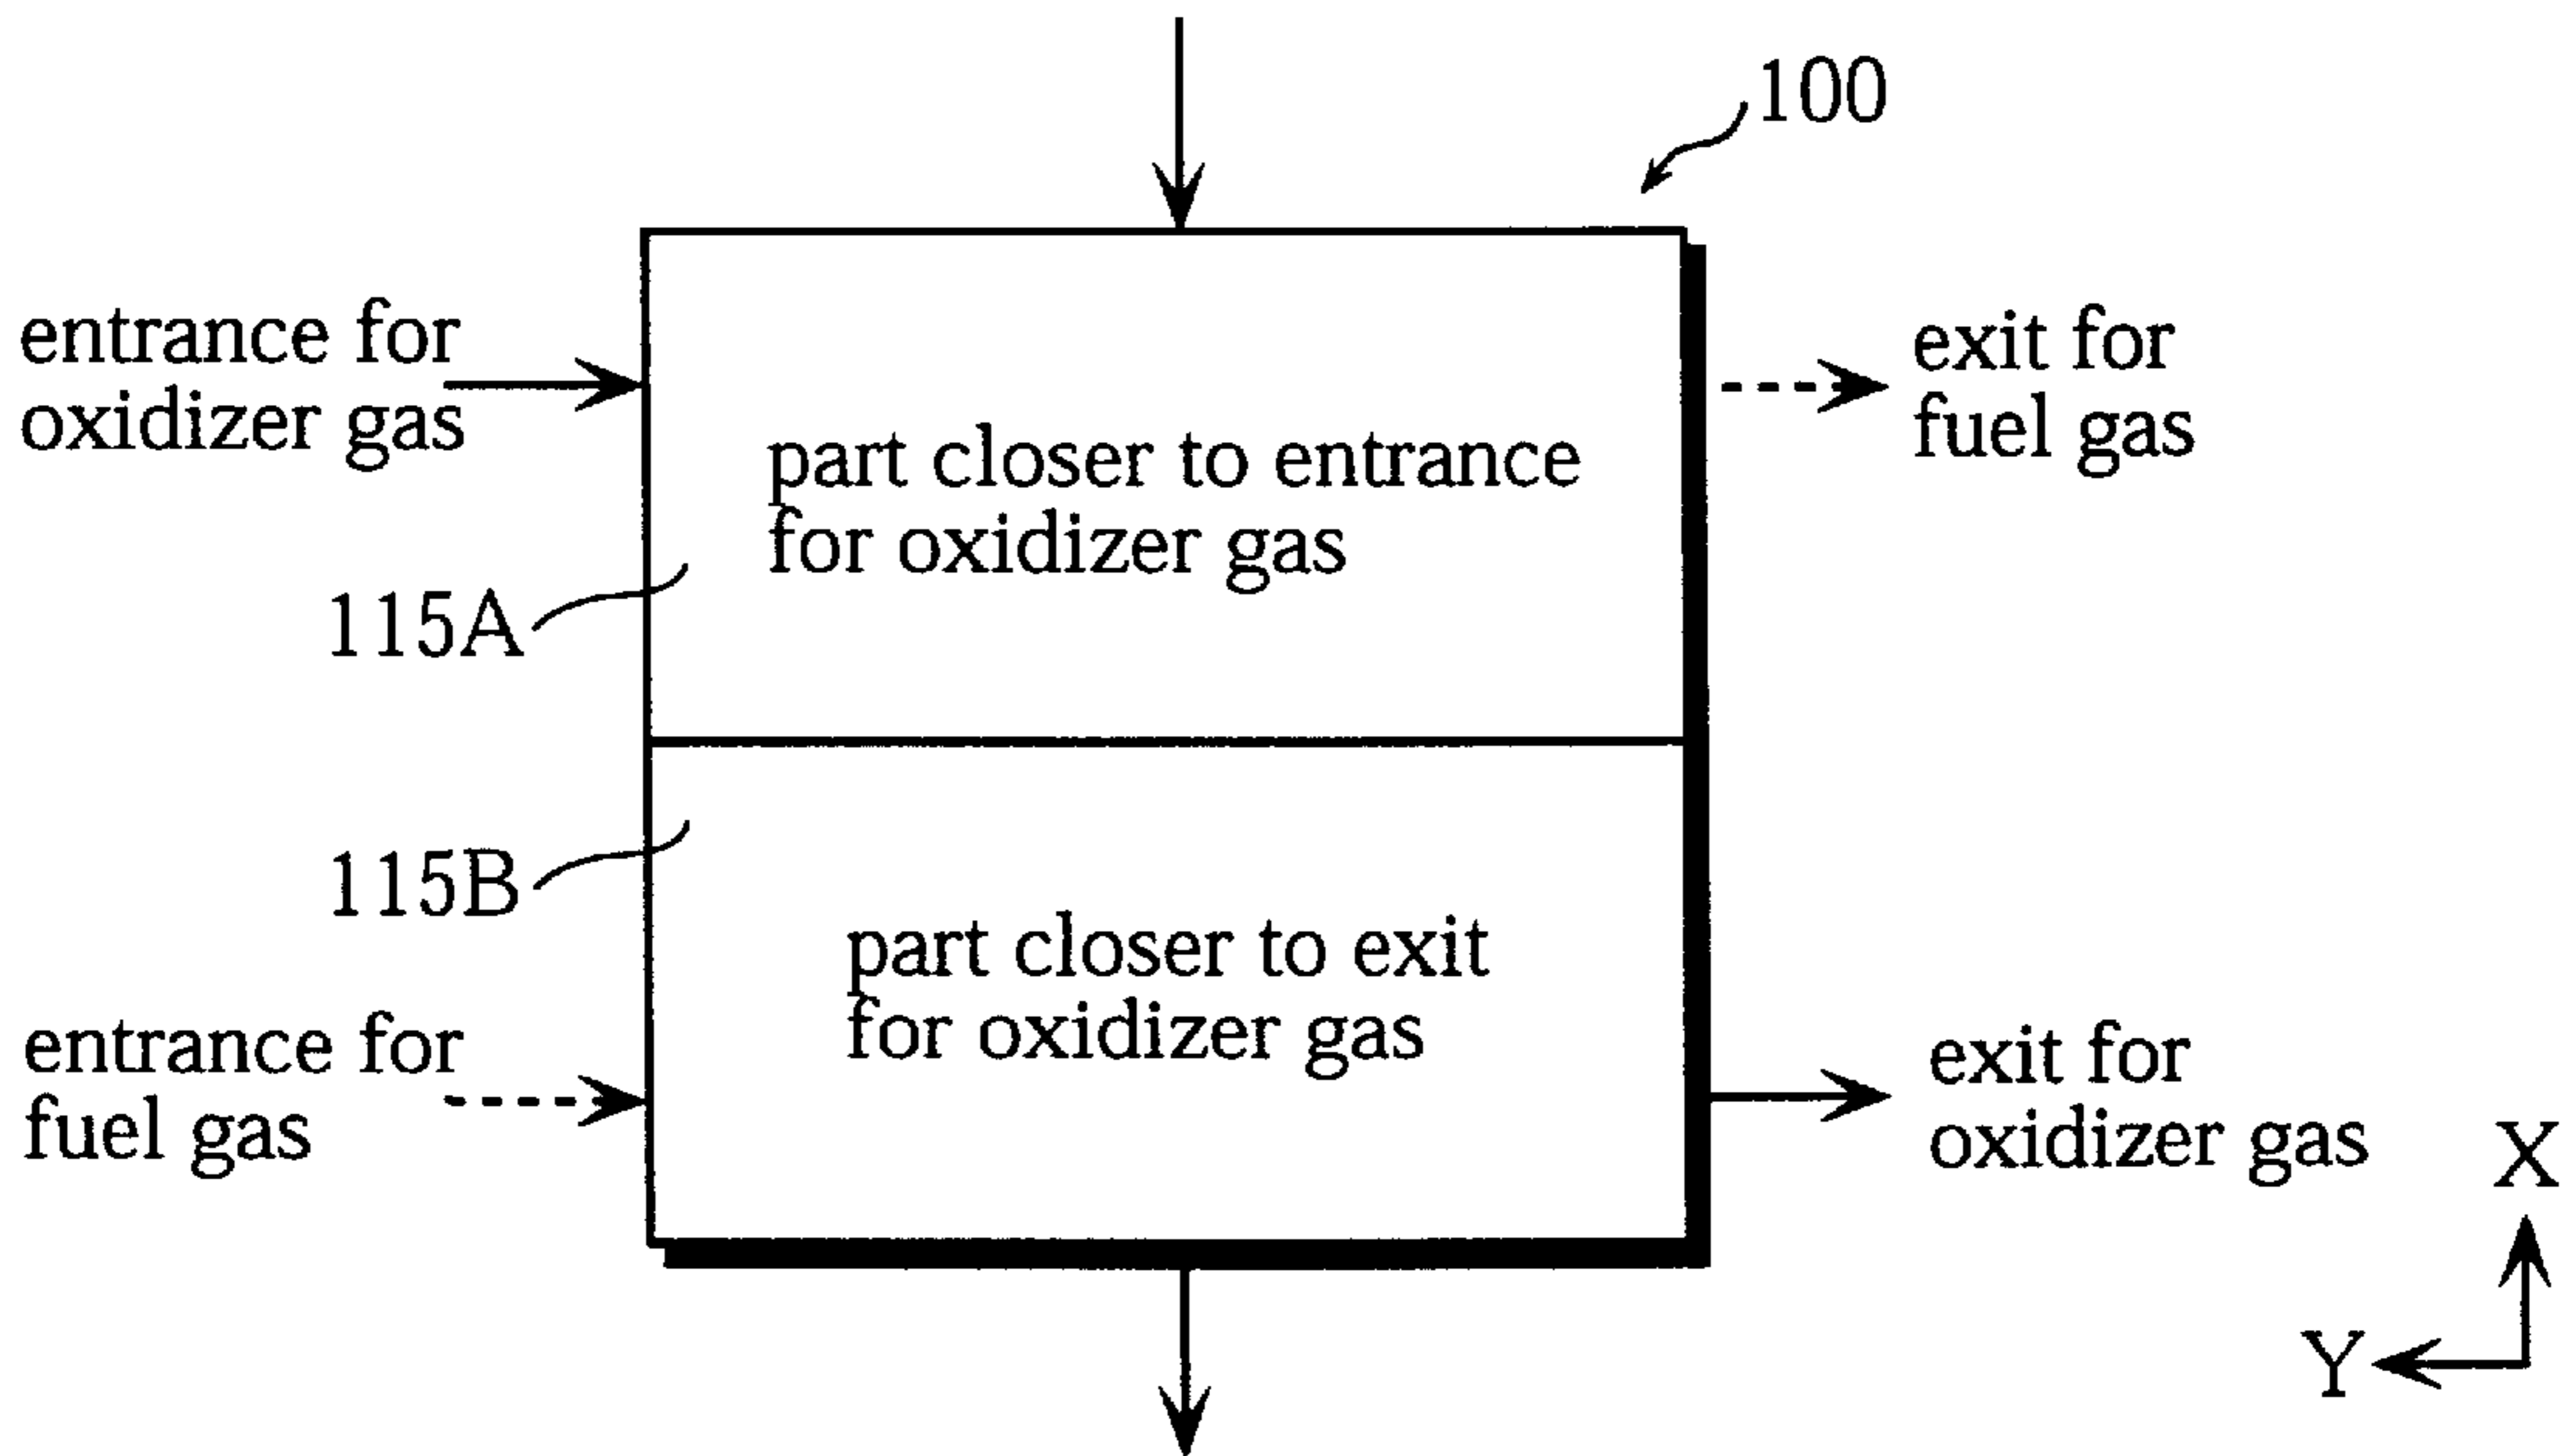 100
entrance for
oxidizer gas
exit for
fuel gas
part closer to entrance
for oxidizer gas
115A
115B
part closer to exit
for oxidizer gas
entrance for
fuel gas
exit for
oxidizer gas
X
Y